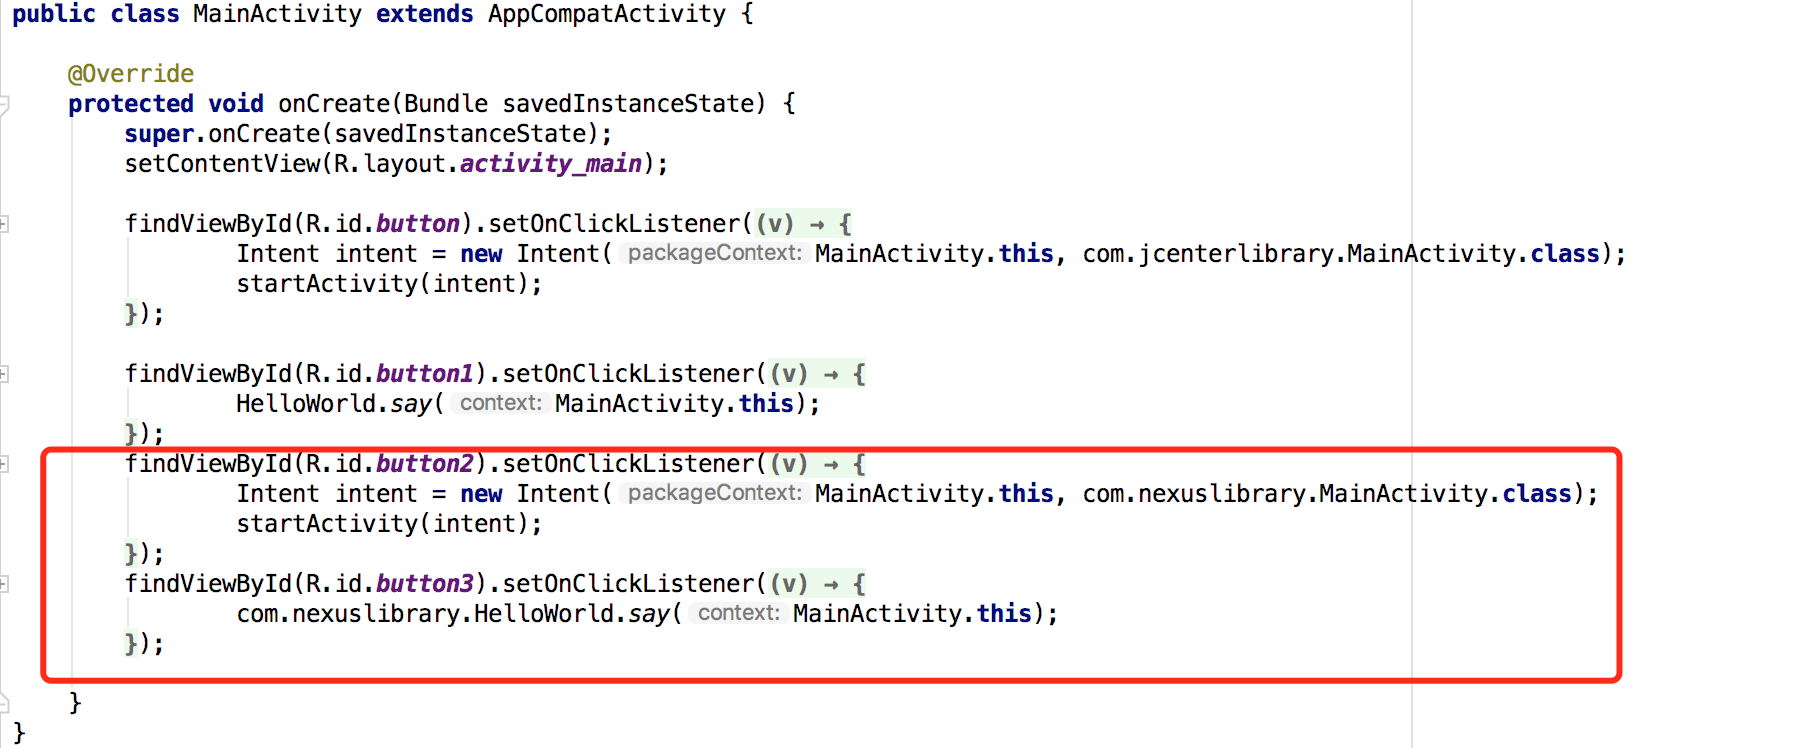 public class MainActivity extends AppCompatActivity {
@Override
protected void onCreate(Bundle savedInstanceState) {
super.onCreate(savedInstanceState);
setContentView(R.layout.activity_main);
findViewById(R.id.button).setOnClickListener((v) → {
Intent intent = new Intent( packageContext: MainActivity.this, com.jcenterlibrary.MainActivity.class);
startActivity(intent);
});
findViewById(R.id.button1).setOnClickListener((v) → {
HelloWorld.say( context: MainActivity.this);
});
findViewById(R.id.button2).setOnClickListener((v) → {
Intent intent = new Intent( packageContext: MainActivity.this, com.nexuslibrary.MainActivity.class);
startActivity(intent);
});
findViewById(R.id.button3).setOnClickListener((v) → {
com.nexuslibrary.HelloWorld.say( context: MainActivity.this);
});
}
}